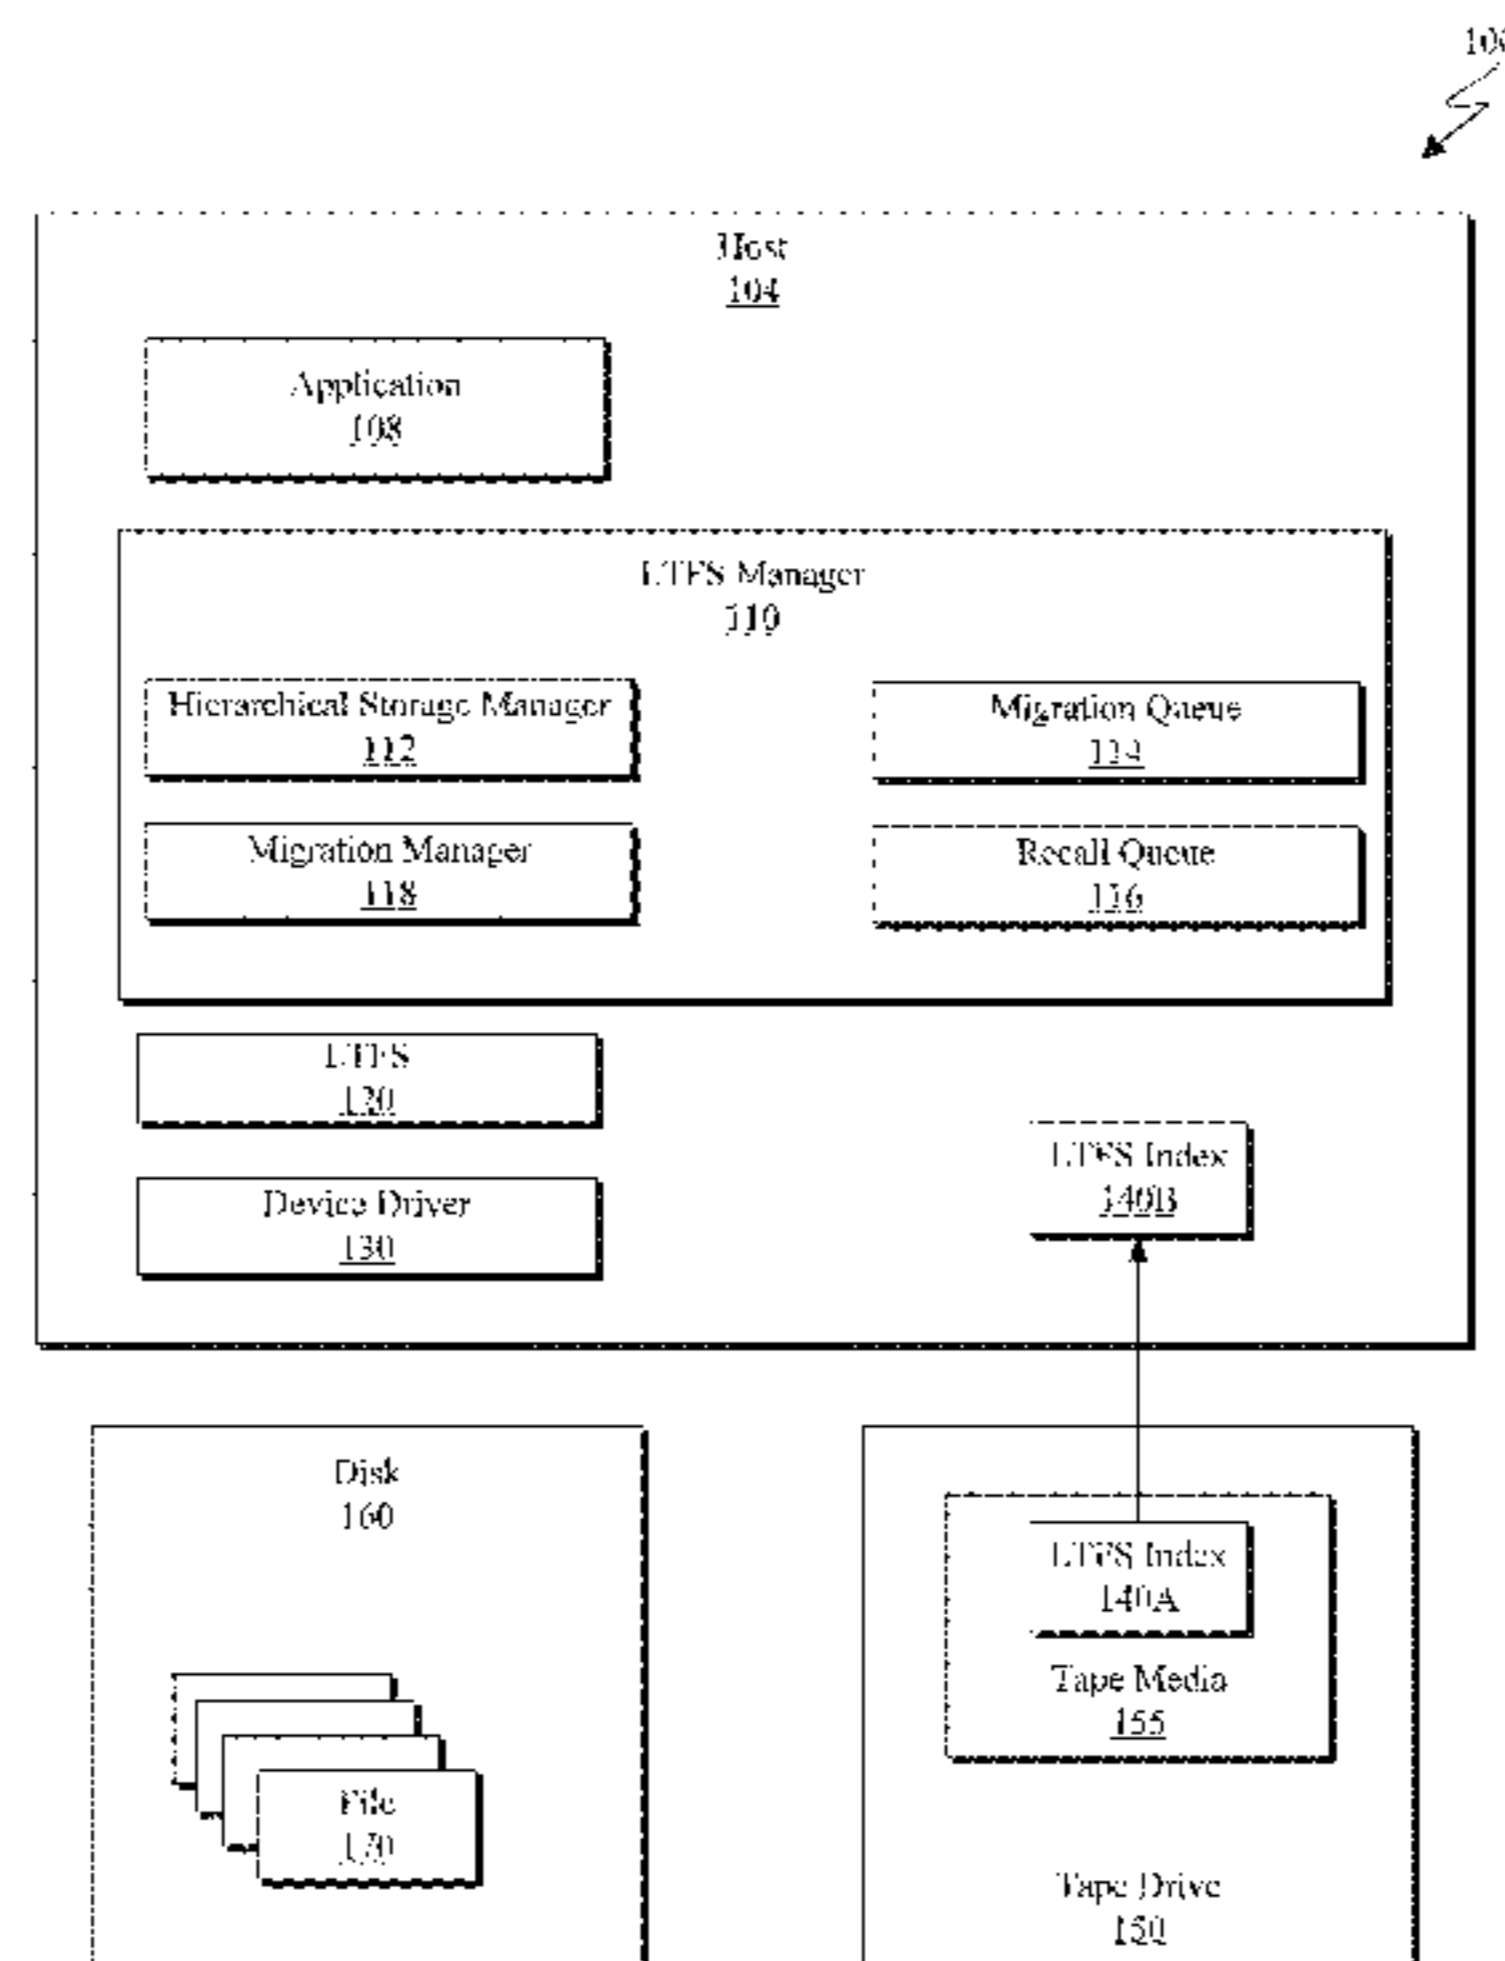 100
Host
104
Application
108
LTFS Manager
110
Hierarchical Storage Manager
112
Migration Queue
114
Migration Manager
118
Recall Queue
116
LTFS
120
LTFS Index
140B
Device Driver
130
Disk
160
LTFS Index
140A
Tape Media
155
File
170
Tape Drive
150